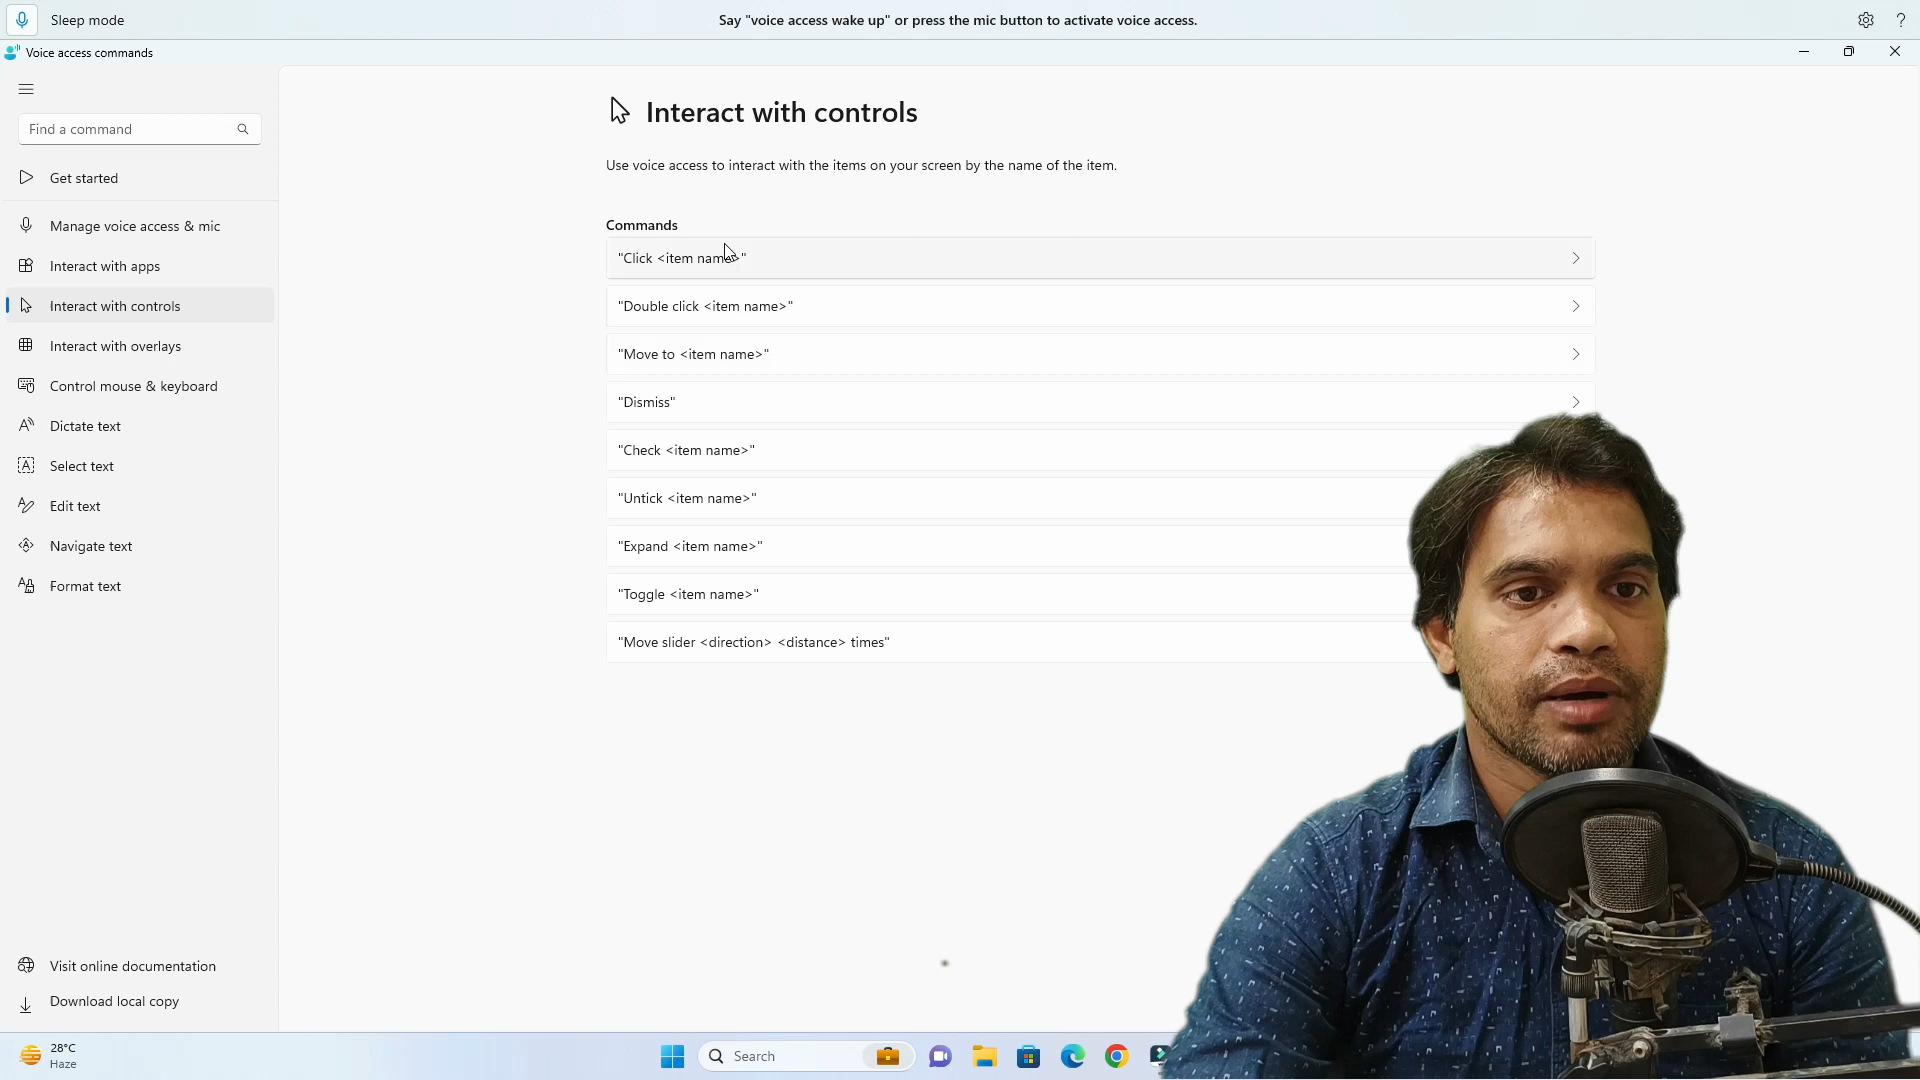 Sleep mode
Say "voice access wake up" or press the mic button to activate voice access.
?
Voice access commands
Find a command
Get started
Manage voice access & mic
Interact with apps
Interact with controls
Interact with overlays
Control mouse & keyboard
Dictate text
Select text
Edit text
Navigate text
Format text
Visit online documentation
Download local copy
Interact with controls
Use voice access to interact with the items on your screen by the name of the item.
Commands
"Click <item name>"
"Double click <item name>"
"Move to <item name>"
"Dismiss"
"Check <item name>"
"Untick <item name>"
"Expand <item name>"
"Toggle <item name>"
"Move slider <direction> <distance> times"
28°C
Haze
Search